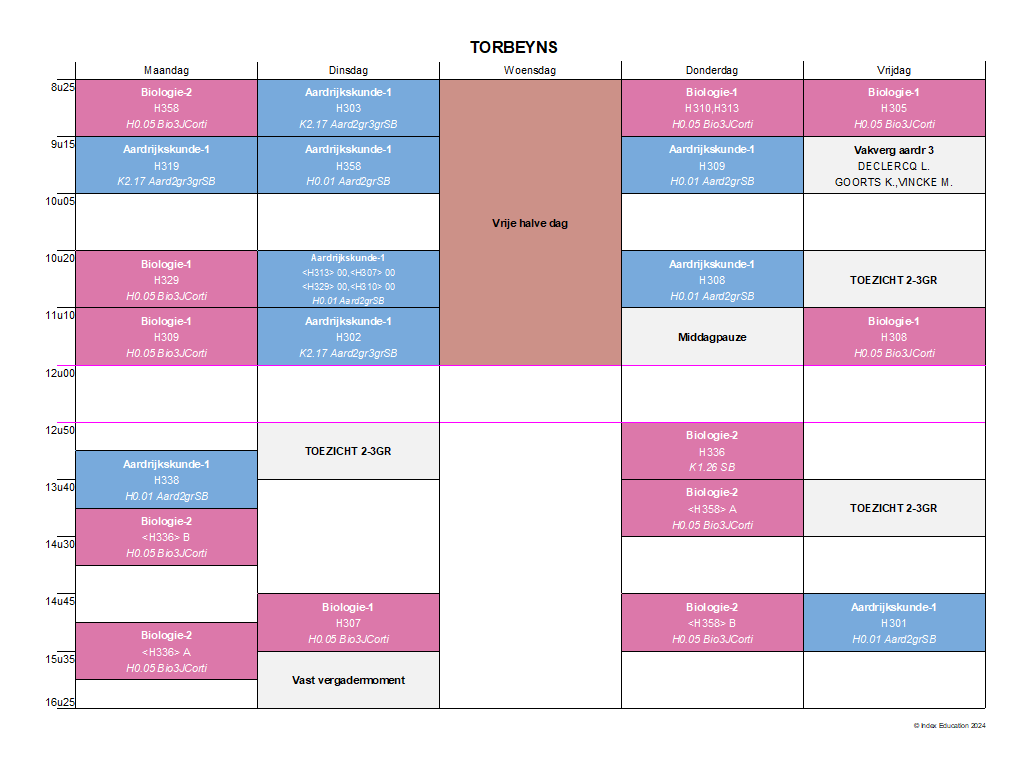 TORBEYNS
Maandag Dinsdag Woensdag Donderdag Vrijdag
8u25
9u15
10u05
10u20
11u10
12u00
12u50
13u40
14u30
14u45
15u35
16u25
Biologie-2
H358
H0.05 Bio3JCorti
Aardrijkskunde-1
H319
K2.17 Aard2gr3grSB
Biologie-1
H329
H0.05 Bio3JCorti
Biologie-1
H309
H0.05 Bio3JCorti
Aardrijkskunde-1
H338
H0.01 Aard2grSB
Biologie-2
<H336> B
H0.05 Bio3JCorti
Biologie-2
<H336> A
H0.05 Bio3JCorti
Aardrijkskunde-1
H303
K2.17 Aard2gr3grSB
Aardrijkskunde-1
H358
H0.01 Aard2grSB
Aardrijkskunde-1
<H313> 00,<H307> 00
<H329> 00,<H310> 00
H0.01 Aard2grSB
Aardrijkskunde-1
H302
K2.17 Aard2gr3grSB
TOEZICHT 2-3GR
Biologie-1
H307
H0.05 Bio3JCorti
Vast vergadermoment
Vrije halve dag
Biologie-1
H310,H313
H0.05 Bio3JCorti
Aardrijkskunde-1
H309
H0.01 Aard2grSB
Aardrijkskunde-1
H308
H0.01 Aard2grSB
Middagpauze
Biologie-2
H336
K1.26 SB
Biologie-2
<H358> A
H0.05 Bio3JCorti
Biologie-2
<H358> B
H0.05 Bio3JCorti
Biologie-1
H305
H0.05 Bio3JCorti
Vakverg aardr 3
DECLERCQ L.
GOORTS K.,VINCKE M.
TOEZICHT 2-3GR
Biologie-1
H308
H0.05 Bio3JCorti
TOEZICHT 2-3GR
Aardrijkskunde-1
H301
H0.01 Aard2grSB
© Index Education 2024